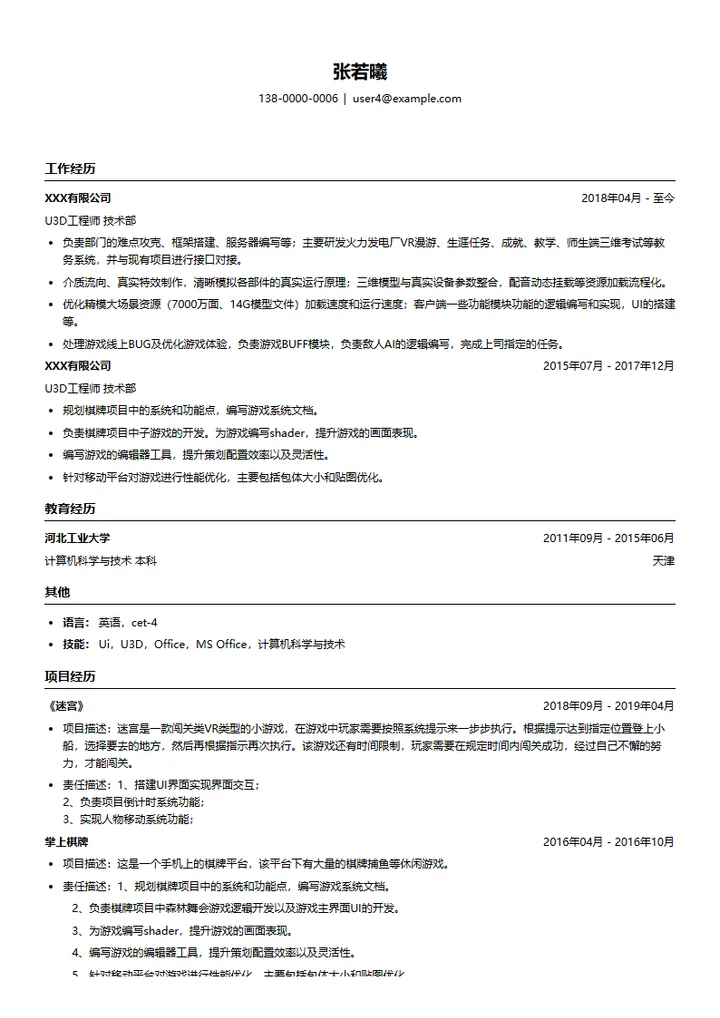 张若曦
138-0000-0006 | user4@example.com
工作经历
XXX有限公司 2018年04月 - 至今
U3D工程师 技术部
• 负责部门的难点攻克、框架搭建、服务器编写等；主要研发火力发电厂VR漫游、生涯任务、成就、教学、师生端三维考试等教
务系统，并与现有项目进行接口对接。
• 介质流向、真实特效制作，清晰模拟各部件的真实运行原理；三维模型与真实设备参数整合，配音动态挂载等资源加载流程化。
• 优化精模大场景资源（7000万面、14G模型文件）加载速度和运行速度；客户端一些功能模块功能的逻辑编写和实现，UI的搭建
等。
• 处理游戏线上BUG及优化游戏体验，负责游戏BUFF模块，负责敌人AI的逻辑编写，完成上司指定的任务。
XXX有限公司 2015年07月 - 2017年12月
U3D工程师 技术部
• 规划棋牌项目中的系统和功能点，编写游戏系统文档。
• 负责棋牌项目中子游戏的开发。为游戏编写shader，提升游戏的画面表现。
• 编写游戏的编辑器工具，提升策划配置效率以及灵活性。
• 针对移动平台对游戏进行性能优化，主要包括包体大小和贴图优化。
教育经历
河北工业大学 2011年09月 - 2015年06月
计算机科学与技术 本科 天津
其他
• 语言： 英语，cet-4
• 技能： Ui，U3D，Office，MS Office，计算机科学与技术
项目经历
《迷宫》 2018年09月 - 2019年04月
• 项目描述：迷宫是一款闯关类VR类型的小游戏，在游戏中玩家需要按照系统提示来一步步执行。根据提示达到指定位置登上小
船，选择要去的地方，然后再根据指示再次执行。该游戏还有时间限制，玩家需要在规定时间内闯关成功，经过自己不懈的努
力，才能闯关。
• 责任描述：1、搭建UI界面实现界面交互；
2、负责项目倒计时系统功能；
3、实现人物移动系统功能；
掌上棋牌 2016年04月 - 2016年10月
• 项目描述：这是一个手机上的棋牌平台，该平台下有大量的棋牌捕鱼等休闲游戏。
• 责任描述：1、规划棋牌项目中的系统和功能点，编写游戏系统文档。
2、负责棋牌项目中森林舞会游戏逻辑开发以及游戏主界面UI的开发。
3、为游戏编写shader，提升游戏的画面表现。
4、编写游戏的编辑器工具，提升策划配置效率以及灵活性。
5、针对移动平台对游戏进行性能优化，主要包括包体大小和贴图优化